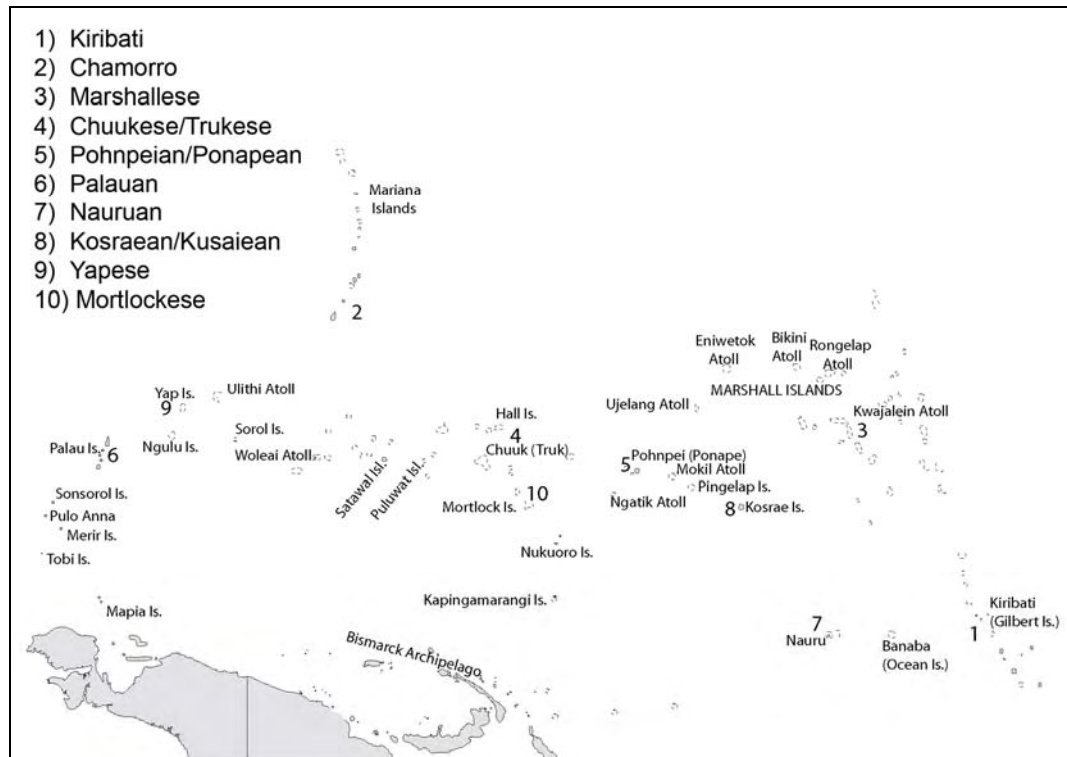 1) Kiribati
2) Chamorro
3) Marshallese
4) Chuukese/Trukese
5) Pohnpeian/Ponapean
6) Palauan
7) Nauruan
8) Kosraean/Kusaiean
9) Yapese
10) Mortlockese
Mariana
Islands
2
Eniwetok
Atoll
Bikini
Atoll
Rongelap
Atoll
MARSHALL ISLANDS
Yap Is.
9
Ulithi Atoll
Ujelang Atoll
Kwajalein Atoll
3
Hall Is.
4
Palau Is.
6
Ngulu Is.
Sorol Is.
Woleai Atoll
Satawal Isl.
Puluwat Isl.
Chuuk (Truk)
5
Pohnpei (Ponape)
Mokil Atoll
Pingelap Is.
Ngatik Atoll
8
Kosrae Is.
Sonsorol Is.
Pulo Anna
Merir Is.
Tobi Is.
Mortlock Is.
10
Nukuoro Is.
Mapia Is.
Kapingamarangi Is.
Bismarck Archipelago
7
Nauru
Banaba
(Ocean Is.)
Kiribati
(Gilbert Is.)
1